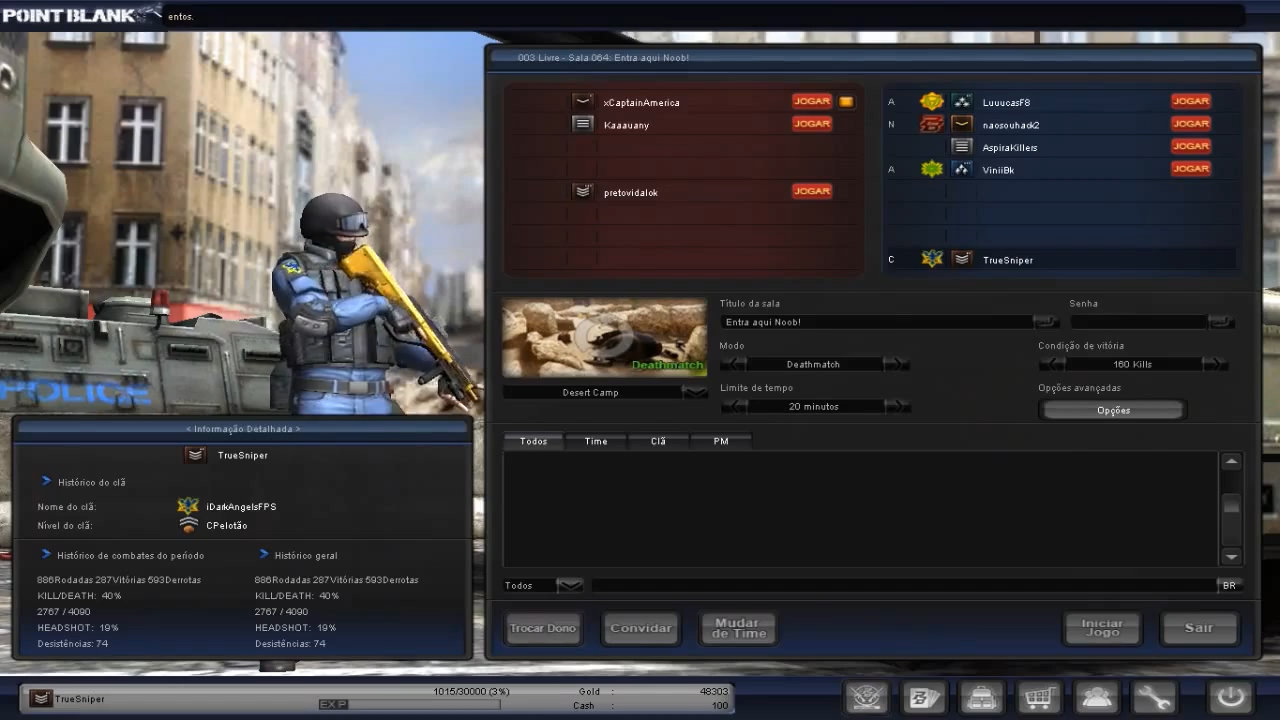 POINT BLANK
entos.
003 Livre - Sala 064: Entra aqui Noob!
xCaptainAmerica JOGAR
Kaaauany JOGAR
pretovidalok JOGAR
A LuuucasF8 JOGAR
N naosouhack2 JOGAR
AspiraKillers JOGAR
A ViniiBk JOGAR
C TrueSniper
Deathmatch
Desert Camp
Título da sala
Senha
Entra aqui Noob!
Modo
Condição de vitória
Deathmatch
160 Kills
Limite de tempo
Opções avançadas
20 minutos
Opções
POLICE
< Informação Detalhada >
TrueSniper
Histórico do clã
Nome do clã: iDarkAngelsFPS
Nível do clã: CPelotão
Histórico de combates do período
Histórico geral
886Rodadas 287Vitórias 593Derrotas
KILL/DEATH: 40%
2767 / 4090
HEADSHOT: 19%
Desistências: 74
886Rodadas 287Vitórias 593Derrotas
KILL/DEATH: 40%
2767 / 4090
HEADSHOT: 19%
Desistências: 74
Todos Time Clã PM
Todos BR
Trocar Dono
Convidar
Mudar de Time
Iniciar Jogo
Sair
TrueSniper
1015/30000 (3%)
EXP
Gold : 48303
Cash : 100